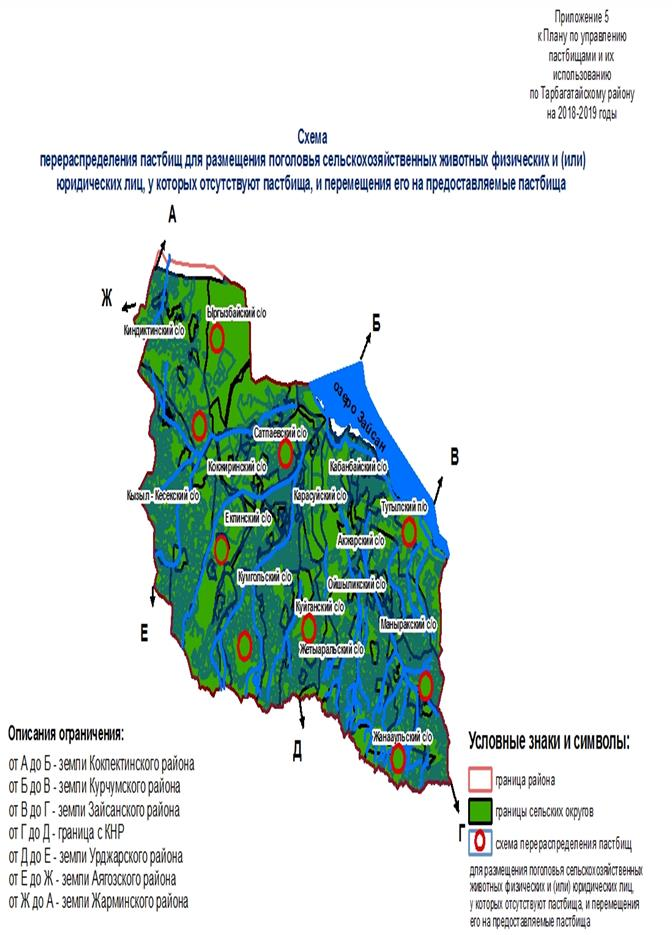 Приложение 5
к Плану по управлению
пастбищами и их
использованию
по Тарбагатайскому району
на 2018-2019 годы
Схема
перераспределения пастбищ для размещения поголовья сельскохозяйственных животных физических и (или)
юридических лиц, у которых отсутствуют пастбища, и перемещения его на предоставляемые пастбища
А
Ж
Ыргызбайский с/о
Киндиктинский с/о
Б
озеро Зайсан
Сатпаевский с/о
Кокжиринский с/о
Кабанбайский с/о
В
Кызыл - Кесекский с/о
Карасуйский с/о
Тугылский п/о
Екпинский с/о
Акжарский с/о
Кумгольский с/о
Ойшыликский с/о
Куйганский с/о
Маныракский с/о
Е
Жетыаральский с/о
Жанааульский с/о
Д
Г
Описания ограничения:
от А до Б - земли Кокпектинского района
от Б до В - земли Курчумского района
от В до Г - земли Зайсанского района
от Г до Д - граница с КНР
от Д до Е - земли Урджарского района
от Е до Ж - земли Аягозского района
от Ж до А - земли Жарминского района
Условные знаки и символы:
граница района
границы сельских округов
схема перераспределения пастбищ
для размещения поголовья сельскохозяйственных
животных физических и (или) юридических лиц,
у которых отсутствуют пастбища, и перемещения
его на предоставляемые пастбища